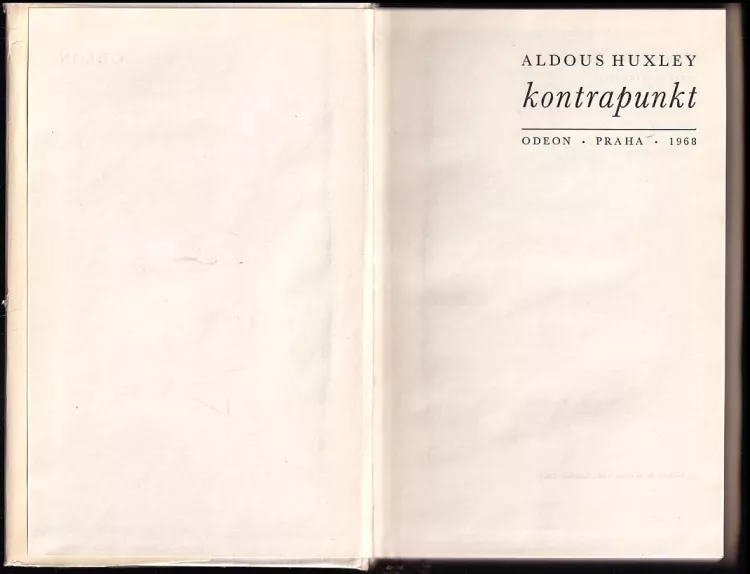 ALDOUS HUXLEY
kontrapunkt
ODEON · PRAHA · 1968